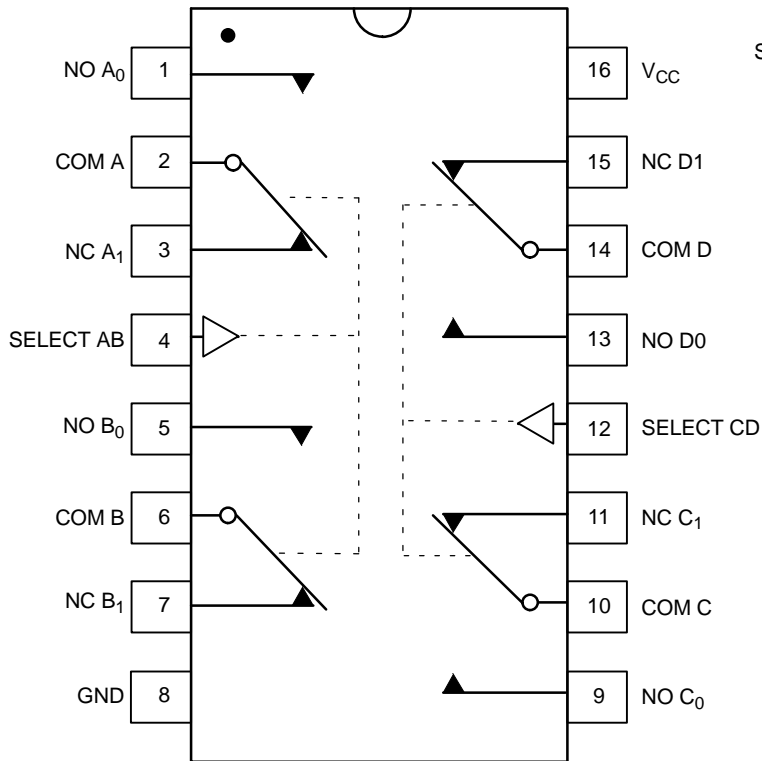 NO A₀ 1
COM A 2
NC A₁ 3
SELECT AB 4
NO B₀ 5
COM B 6
NC B₁ 7
GND 8
S
16 V_CC
15 NC D1
14 COM D
13 NO D0
12 SELECT CD
11 NC C₁
10 COM C
9 NO C₀